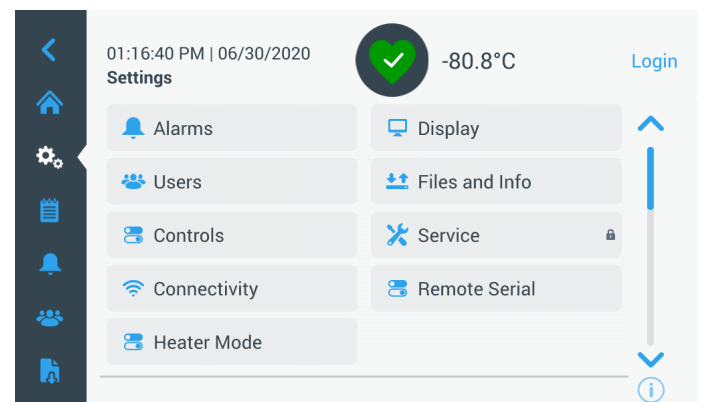 01:16:40 PM | 06/30/2020
Settings
-80.8°C
Login
Alarms
Display
Users
Files and Info
Controls
Service
Connectivity
Remote Serial
Heater Mode
i